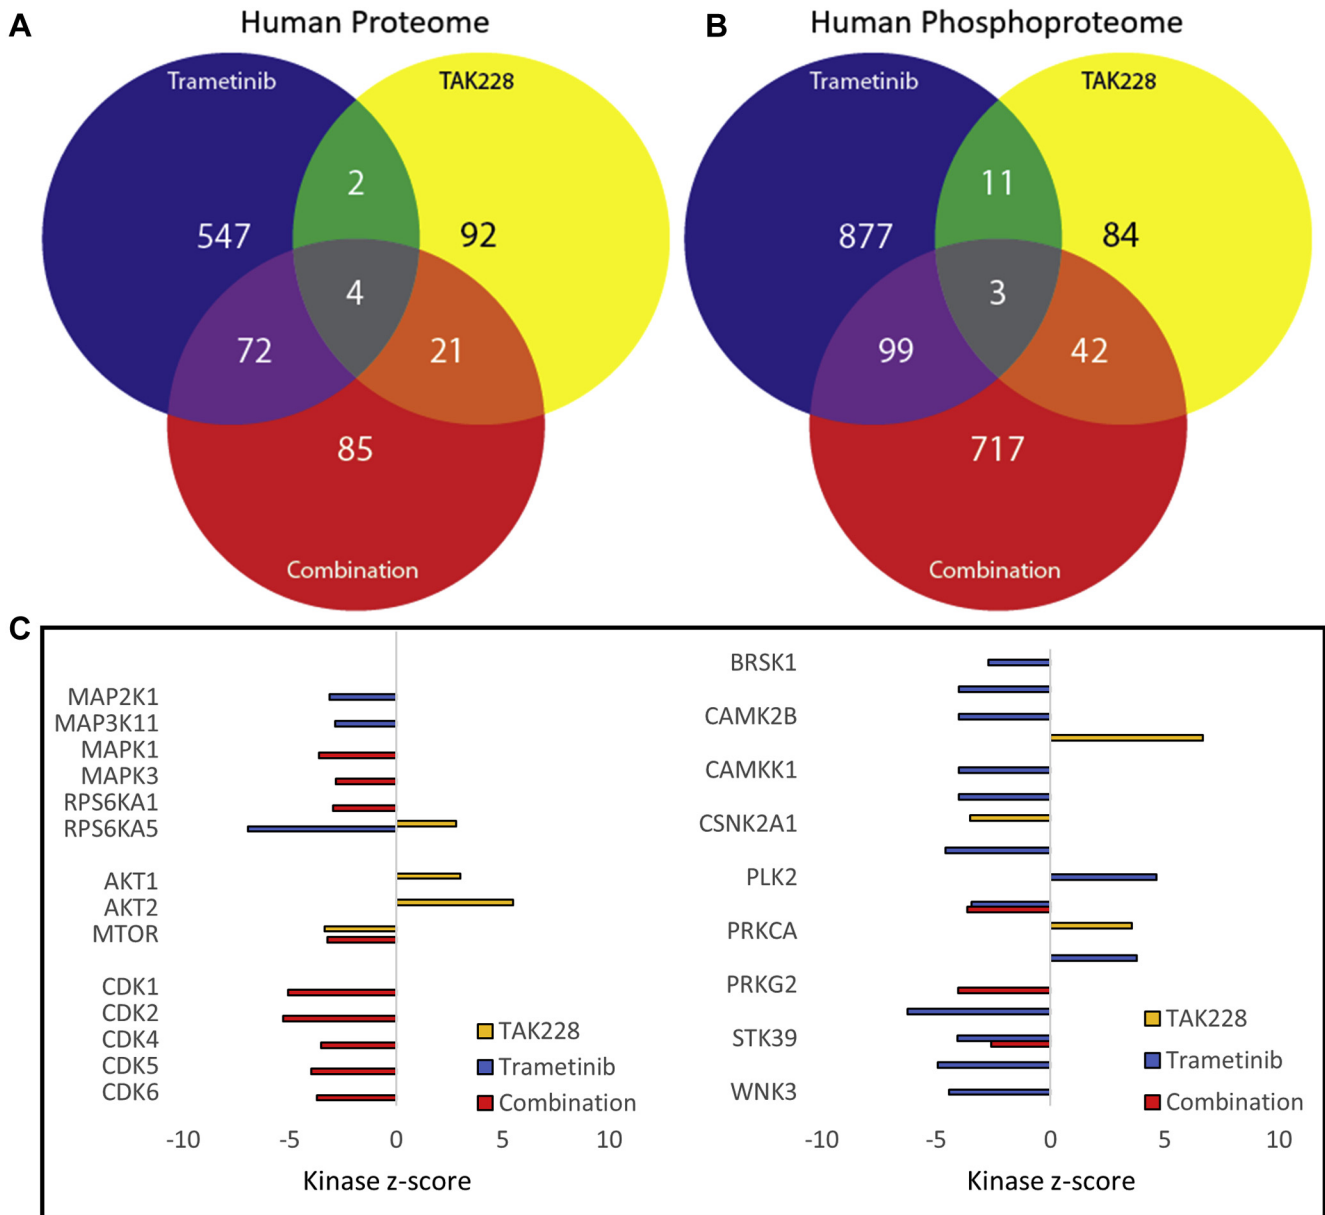 A
Human Proteome
Trametinib
TAK228
2
547
92
4
72
21
85
Combination
B
Human Phosphoproteome
Trametinib
TAK228
11
877
84
3
99
42
717
Combination
C
MAP2K1
MAP3K11
MAPK1
MAPK3
RPS6KA1
RPS6KA5
AKT1
AKT2
MTOR
CDK1
CDK2
CDK4
CDK5
CDK6
TAK228
Trametinib
Combination
-10 -5 0 5 10
Kinase z-score
BRSK1
CAMK2B
CAMKK1
CSNK2A1
PLK2
PRKCA
PRKG2
STK39
WNK3
TAK228
Trametinib
Combination
-10 -5 0 5 10
Kinase z-score